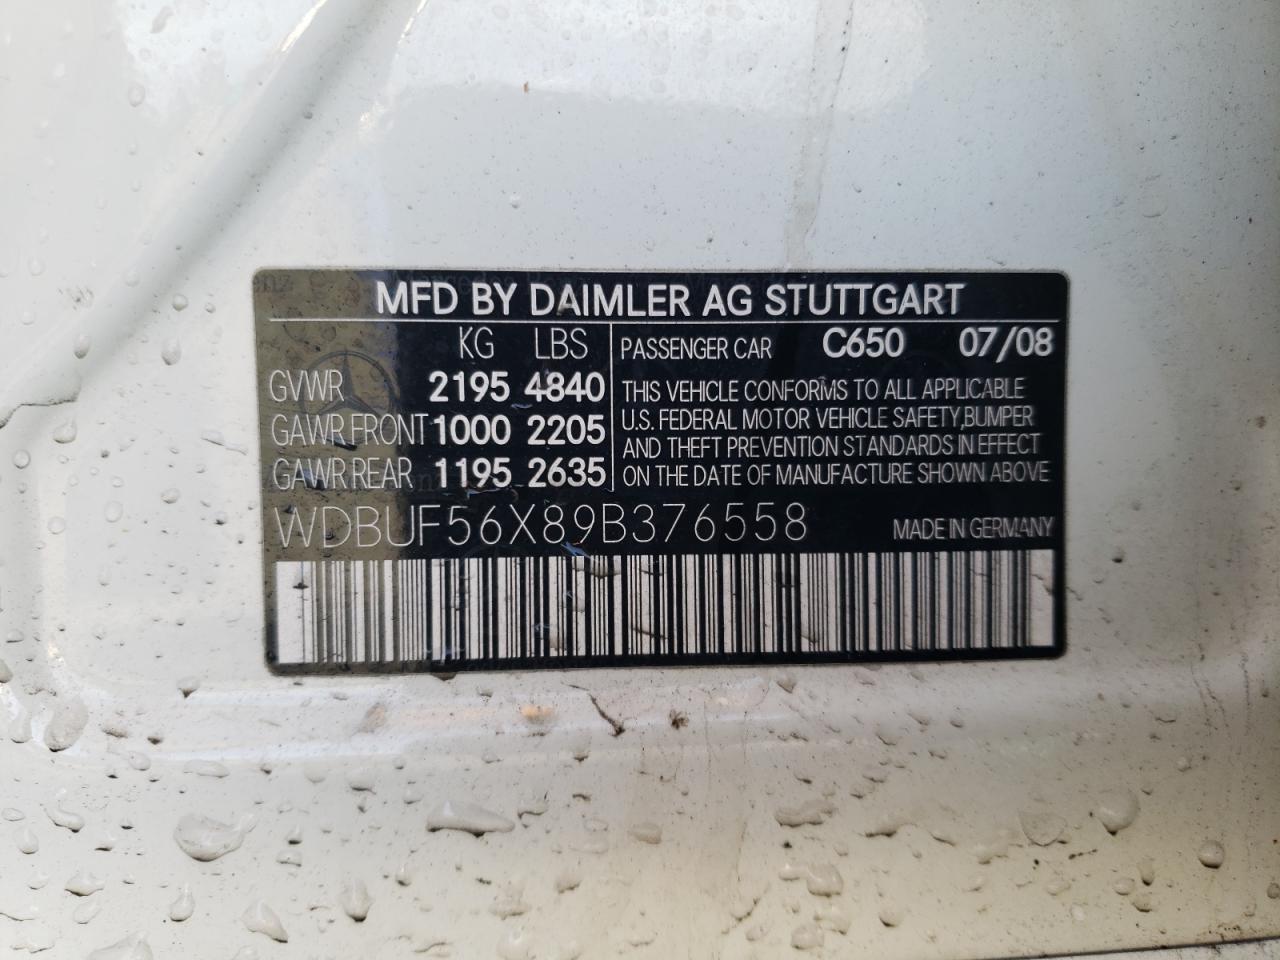 MFD BY DAIMLER AG STUTTGART
KG LBS
GVWR 2195 4840
GAWR FRONT 1000 2205
GAWR REAR 1195 2635
PASSENGER CAR C650 07/08
THIS VEHICLE CONFORMS TO ALL APPLICABLE
U.S. FEDERAL MOTOR VEHICLE SAFETY, BUMPER
AND THEFT PREVENTION STANDARDS IN EFFECT
ON THE DATE OF MANUFACTURE SHOWN ABOVE
WDBUF56X89B376558 MADE IN GERMANY